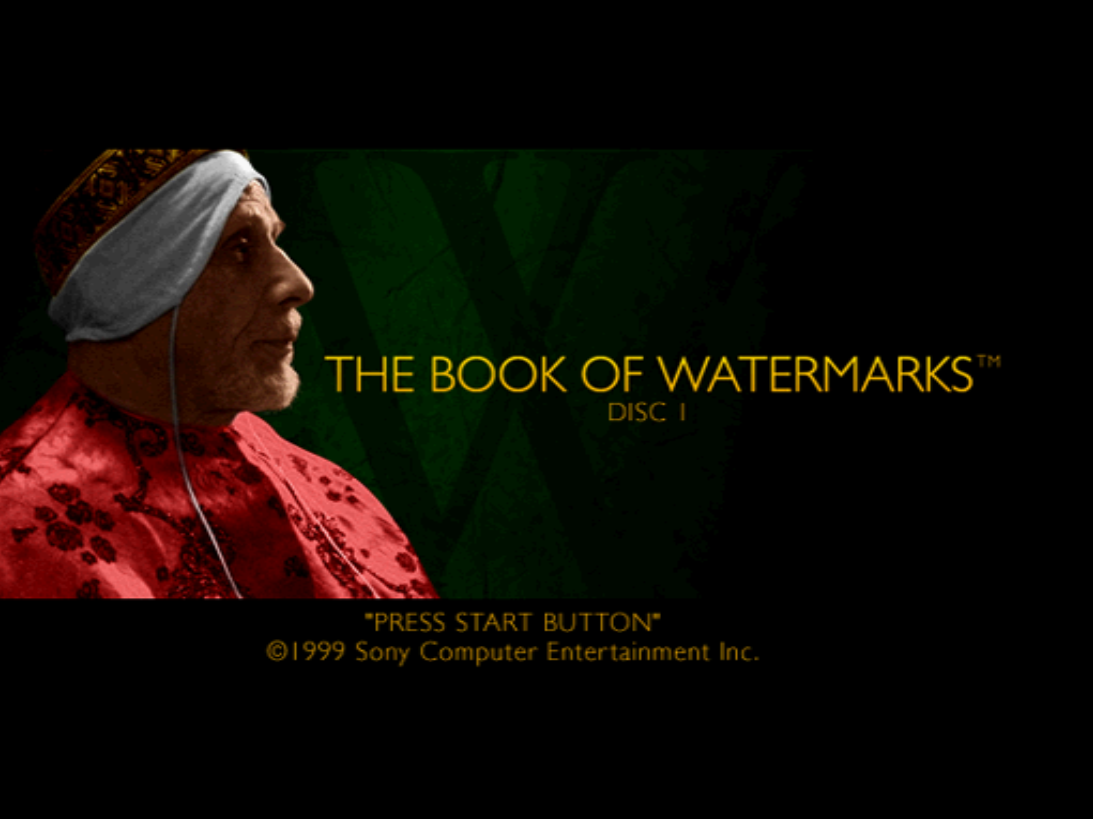 THE BOOK OF WATERMARKS™
DISC 1
"PRESS START BUTTON"
©1999 Sony Computer Entertainment Inc.